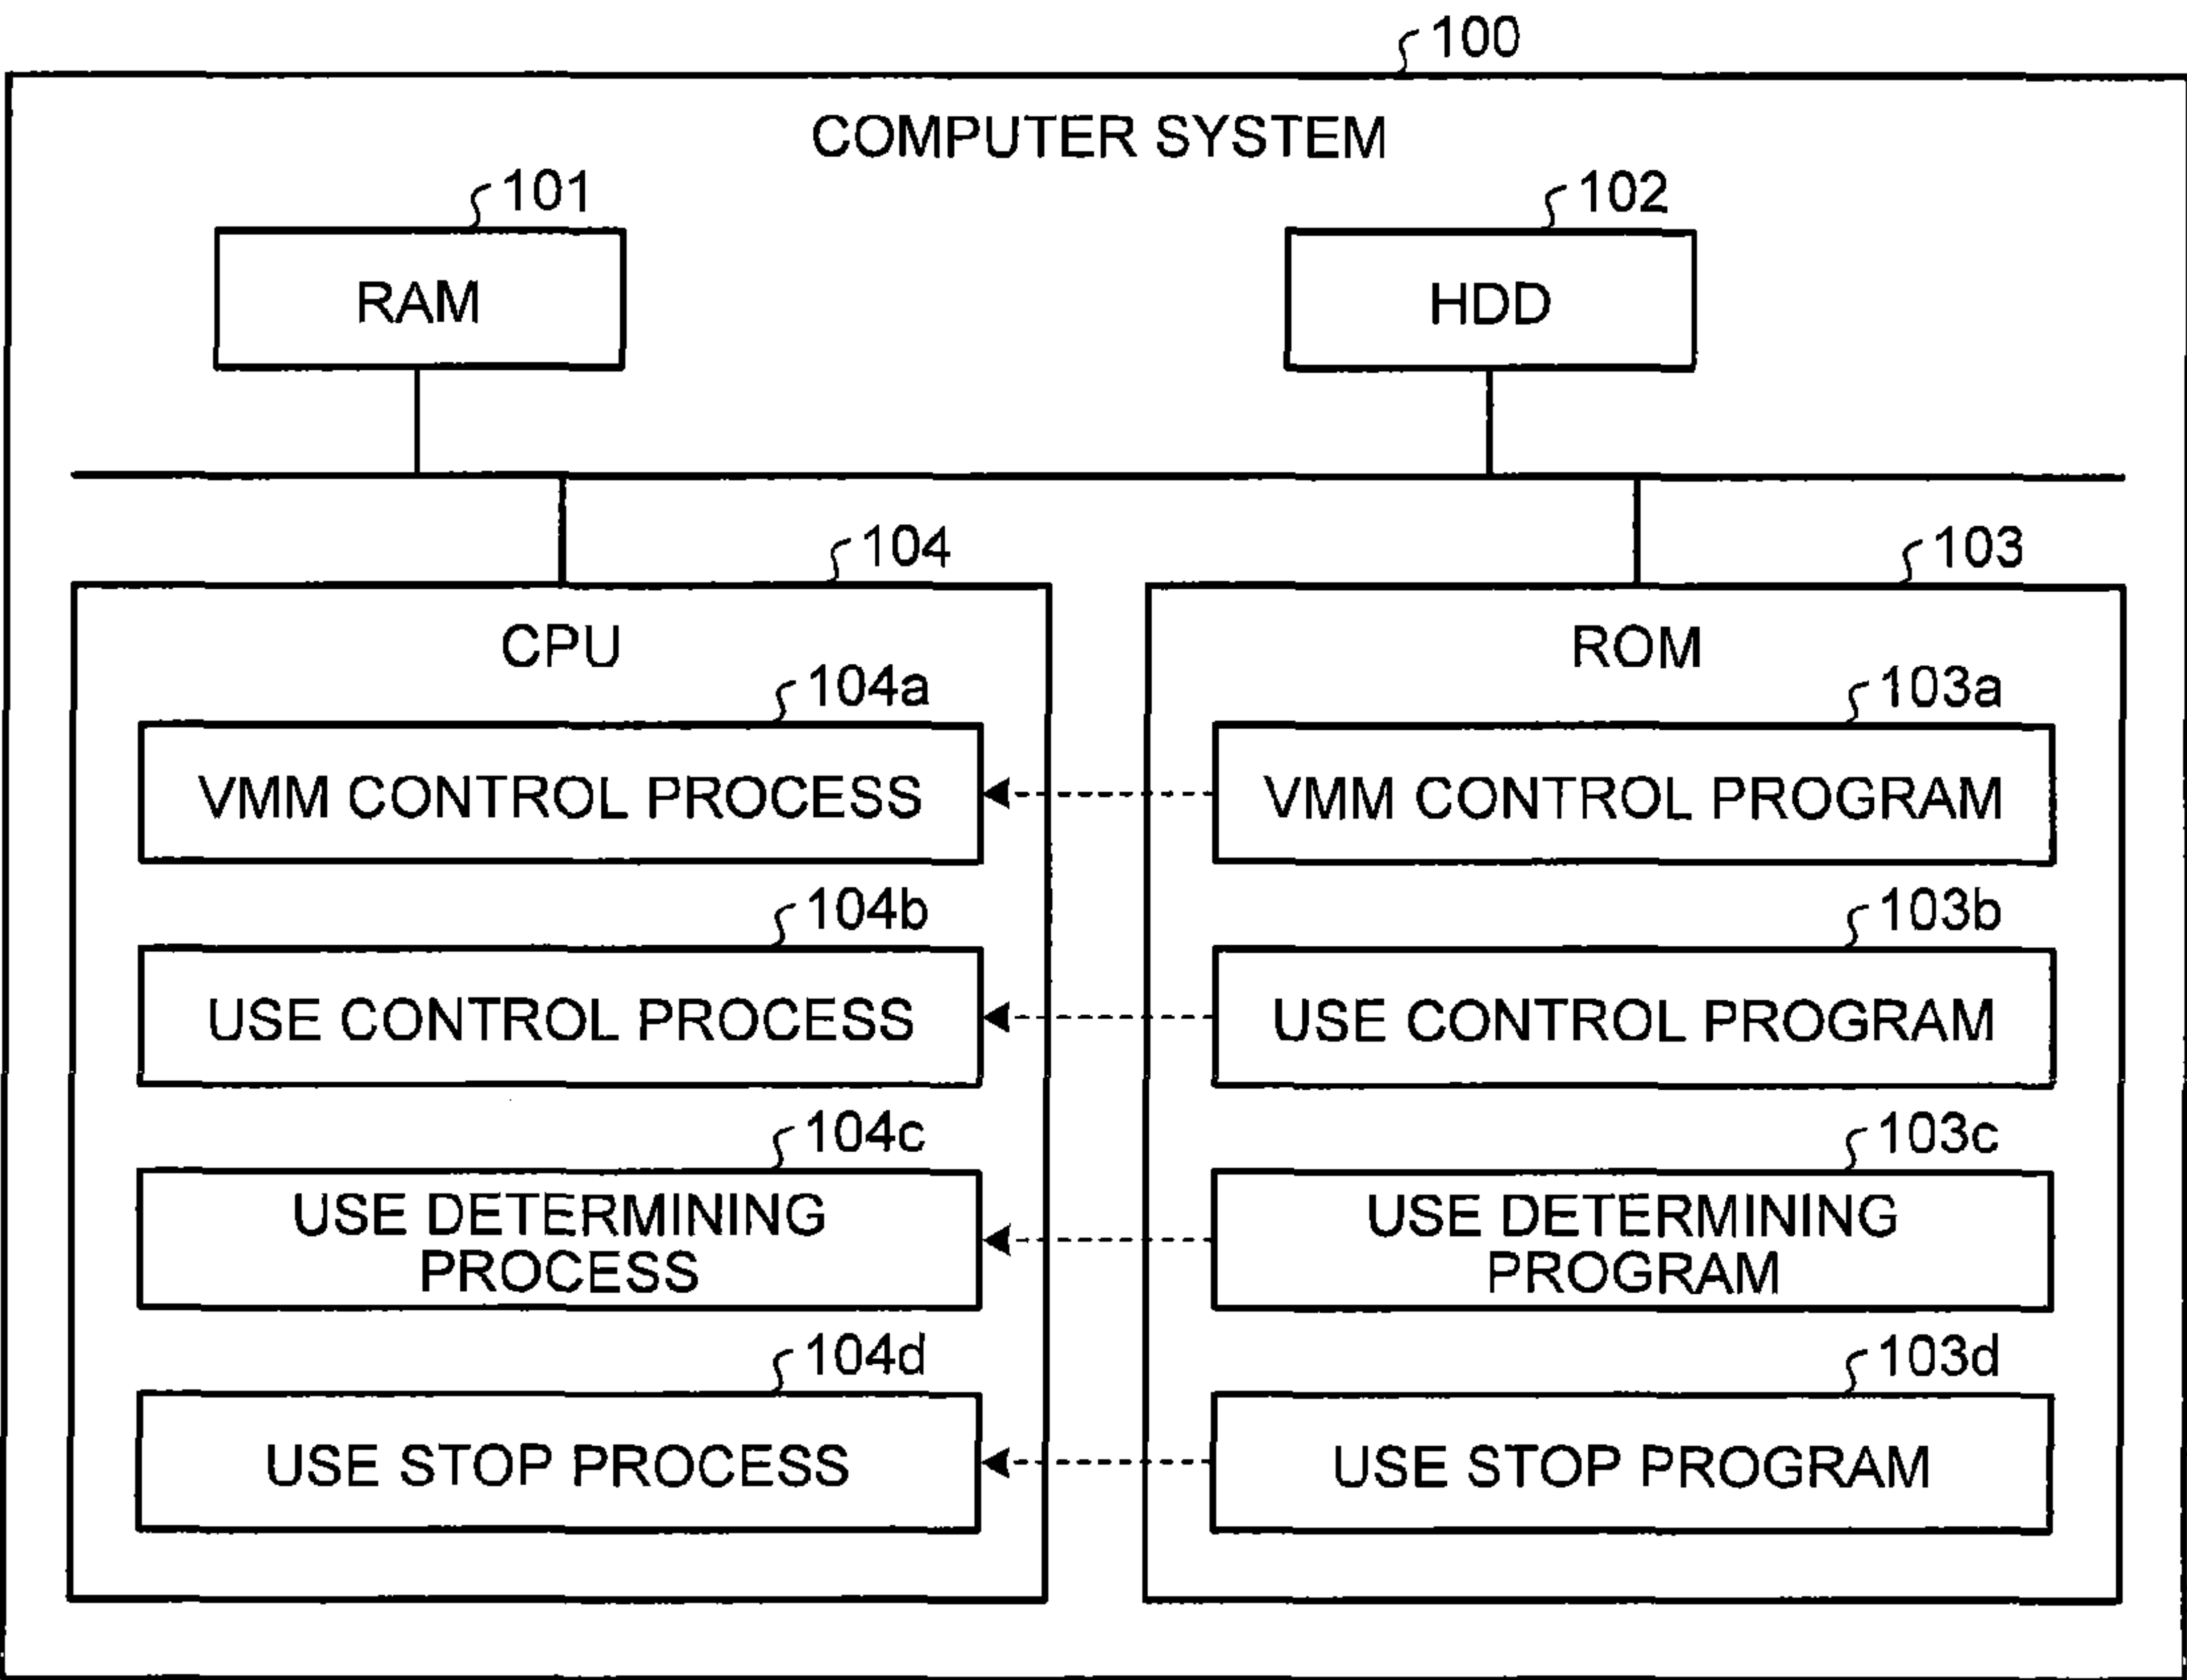 100
COMPUTER SYSTEM
101
102
RAM
HDD
104
103
CPU
ROM
104a
103a
VMM CONTROL PROCESS
VMM CONTROL PROGRAM
104b
103b
USE CONTROL PROCESS
USE CONTROL PROGRAM
104c
103c
USE DETERMINING
PROCESS
USE DETERMINING
PROGRAM
104d
103d
USE STOP PROCESS
USE STOP PROGRAM